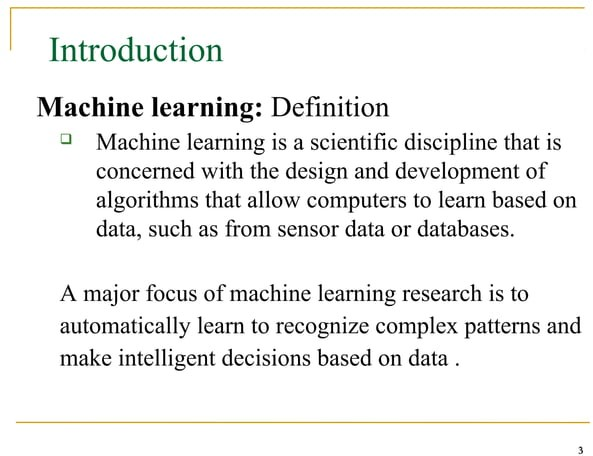 Introduction
Machine learning: Definition
❑ Machine learning is a scientific discipline that is
concerned with the design and development of
algorithms that allow computers to learn based on
data, such as from sensor data or databases.
A major focus of machine learning research is to
automatically learn to recognize complex patterns and
make intelligent decisions based on data .
3